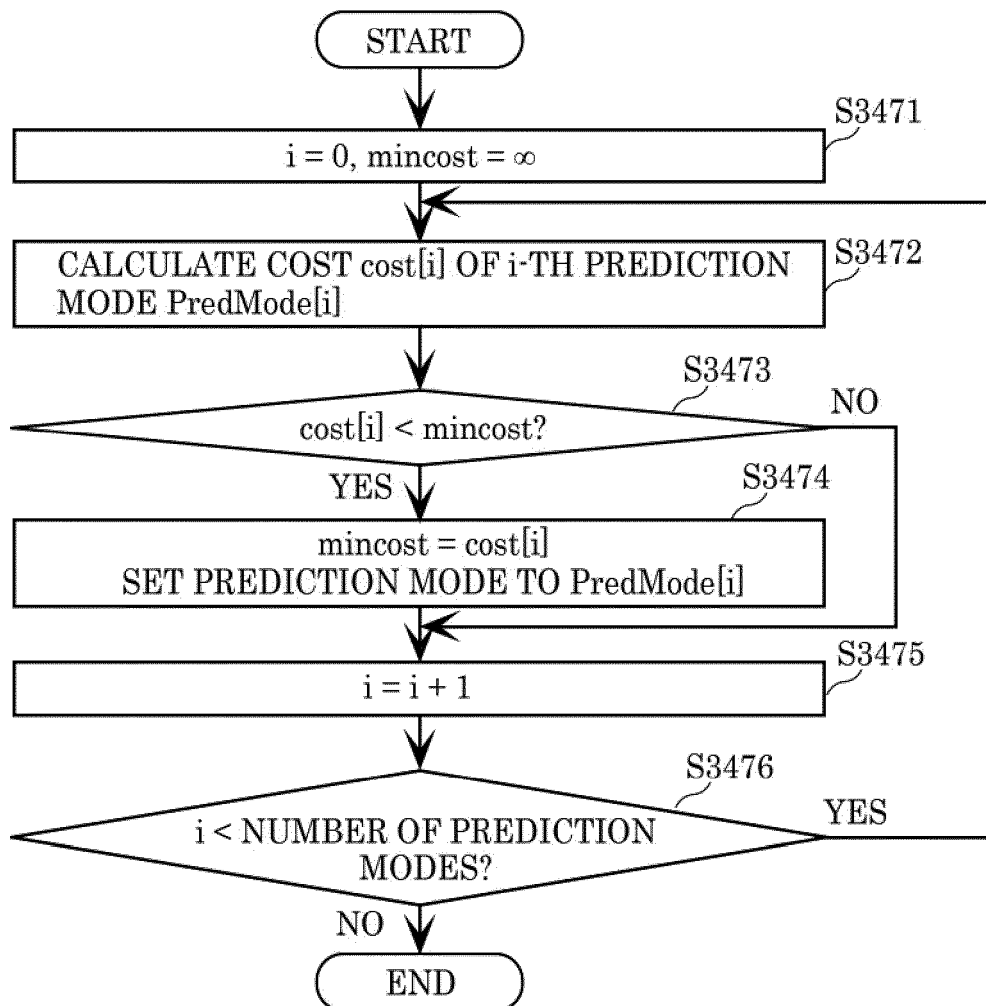 START
S3471
i = 0, mincost = ∞
S3472
CALCULATE COST cost[i] OF i-TH PREDICTION
MODE PredMode[i]
S3473
cost[i] < mincost?
NO
YES
S3474
mincost = cost[i]
SET PREDICTION MODE TO PredMode[i]
S3475
i = i + 1
S3476
i < NUMBER OF PREDICTION
MODES?
YES
NO
END